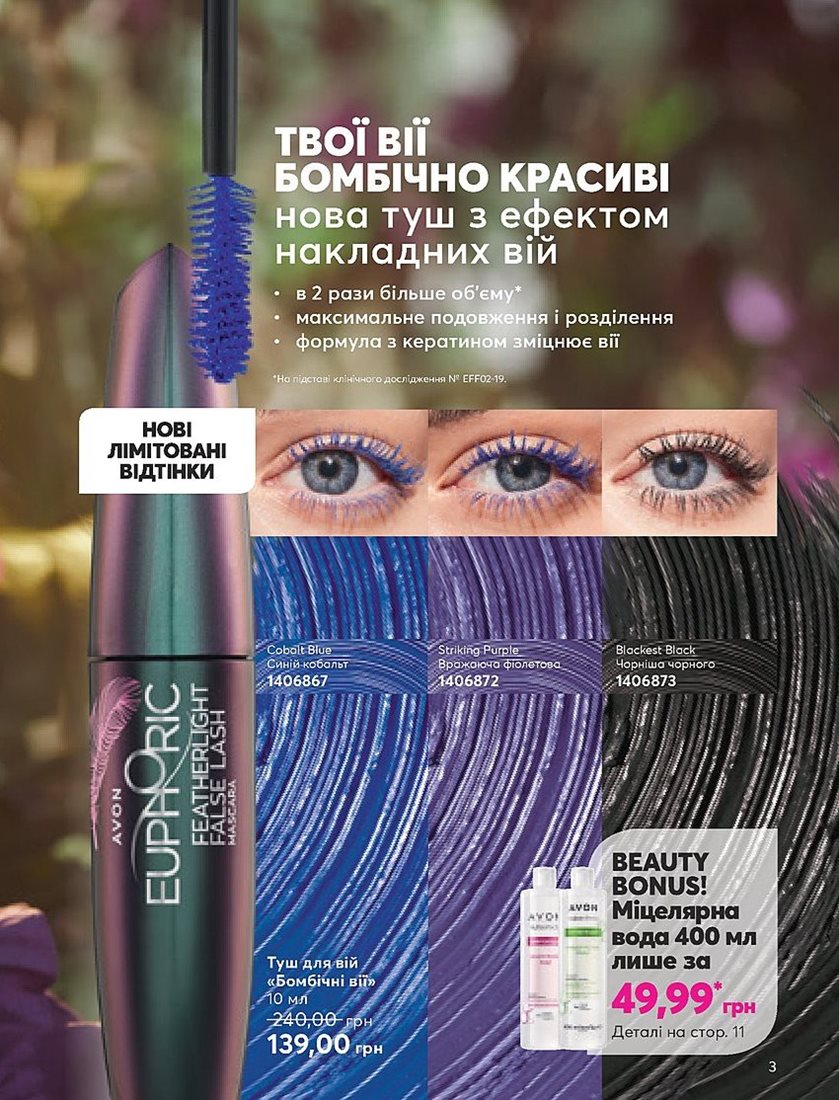 ТВОЇ ВІЇ
БОМБІЧНО КРАСИВІ
нова туш з ефектом
накладних вій
• в 2 рази більше об'єму*
• максимальне подовження і розділення
• формула з кератином зміцнює вії
*На підставі клінічного дослідження № EFF02-19.
НОВІ
ЛІМІТОВАНІ
ВІДТІНКИ
Cobalt Blue
Синій кобальт
1406867
Striking Purple
Вражаюча фіолетова
1406872
Blackest Black
Чорніша чорного
1406873
AVON
EUPHORIC
FEATHERLIGHT
FALSE LASH
MASCARA
Туш для вій
«Бомбічні вії»
10 мл
240,00 грн
139,00 грн
AVON
AVON
BEAUTY
BONUS!
Міцелярна
вода 400 мл
лише за
49,99* грн
Деталі на стор. 11
3